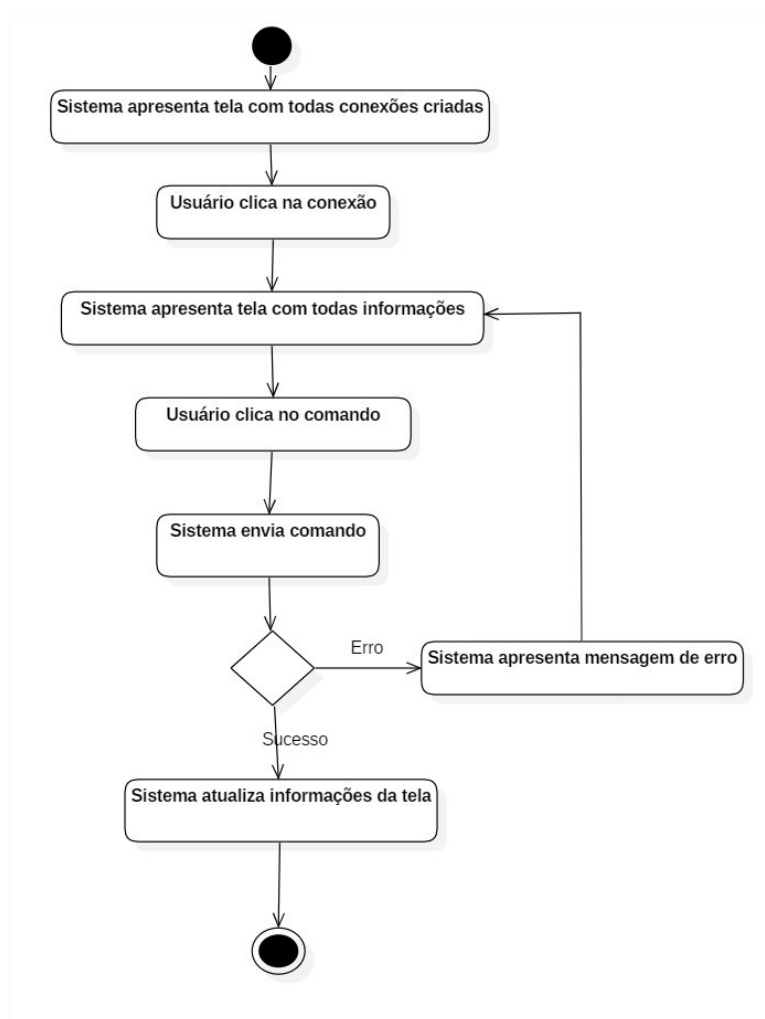 Sistema apresenta tela com todas conexões criadas
Usuário clica na conexão
Sistema apresenta tela com todas informações
Usuário clica no comando
Sistema envia comando
Erro
Sistema apresenta mensagem de erro
Sucesso
Sistema atualiza informações da tela